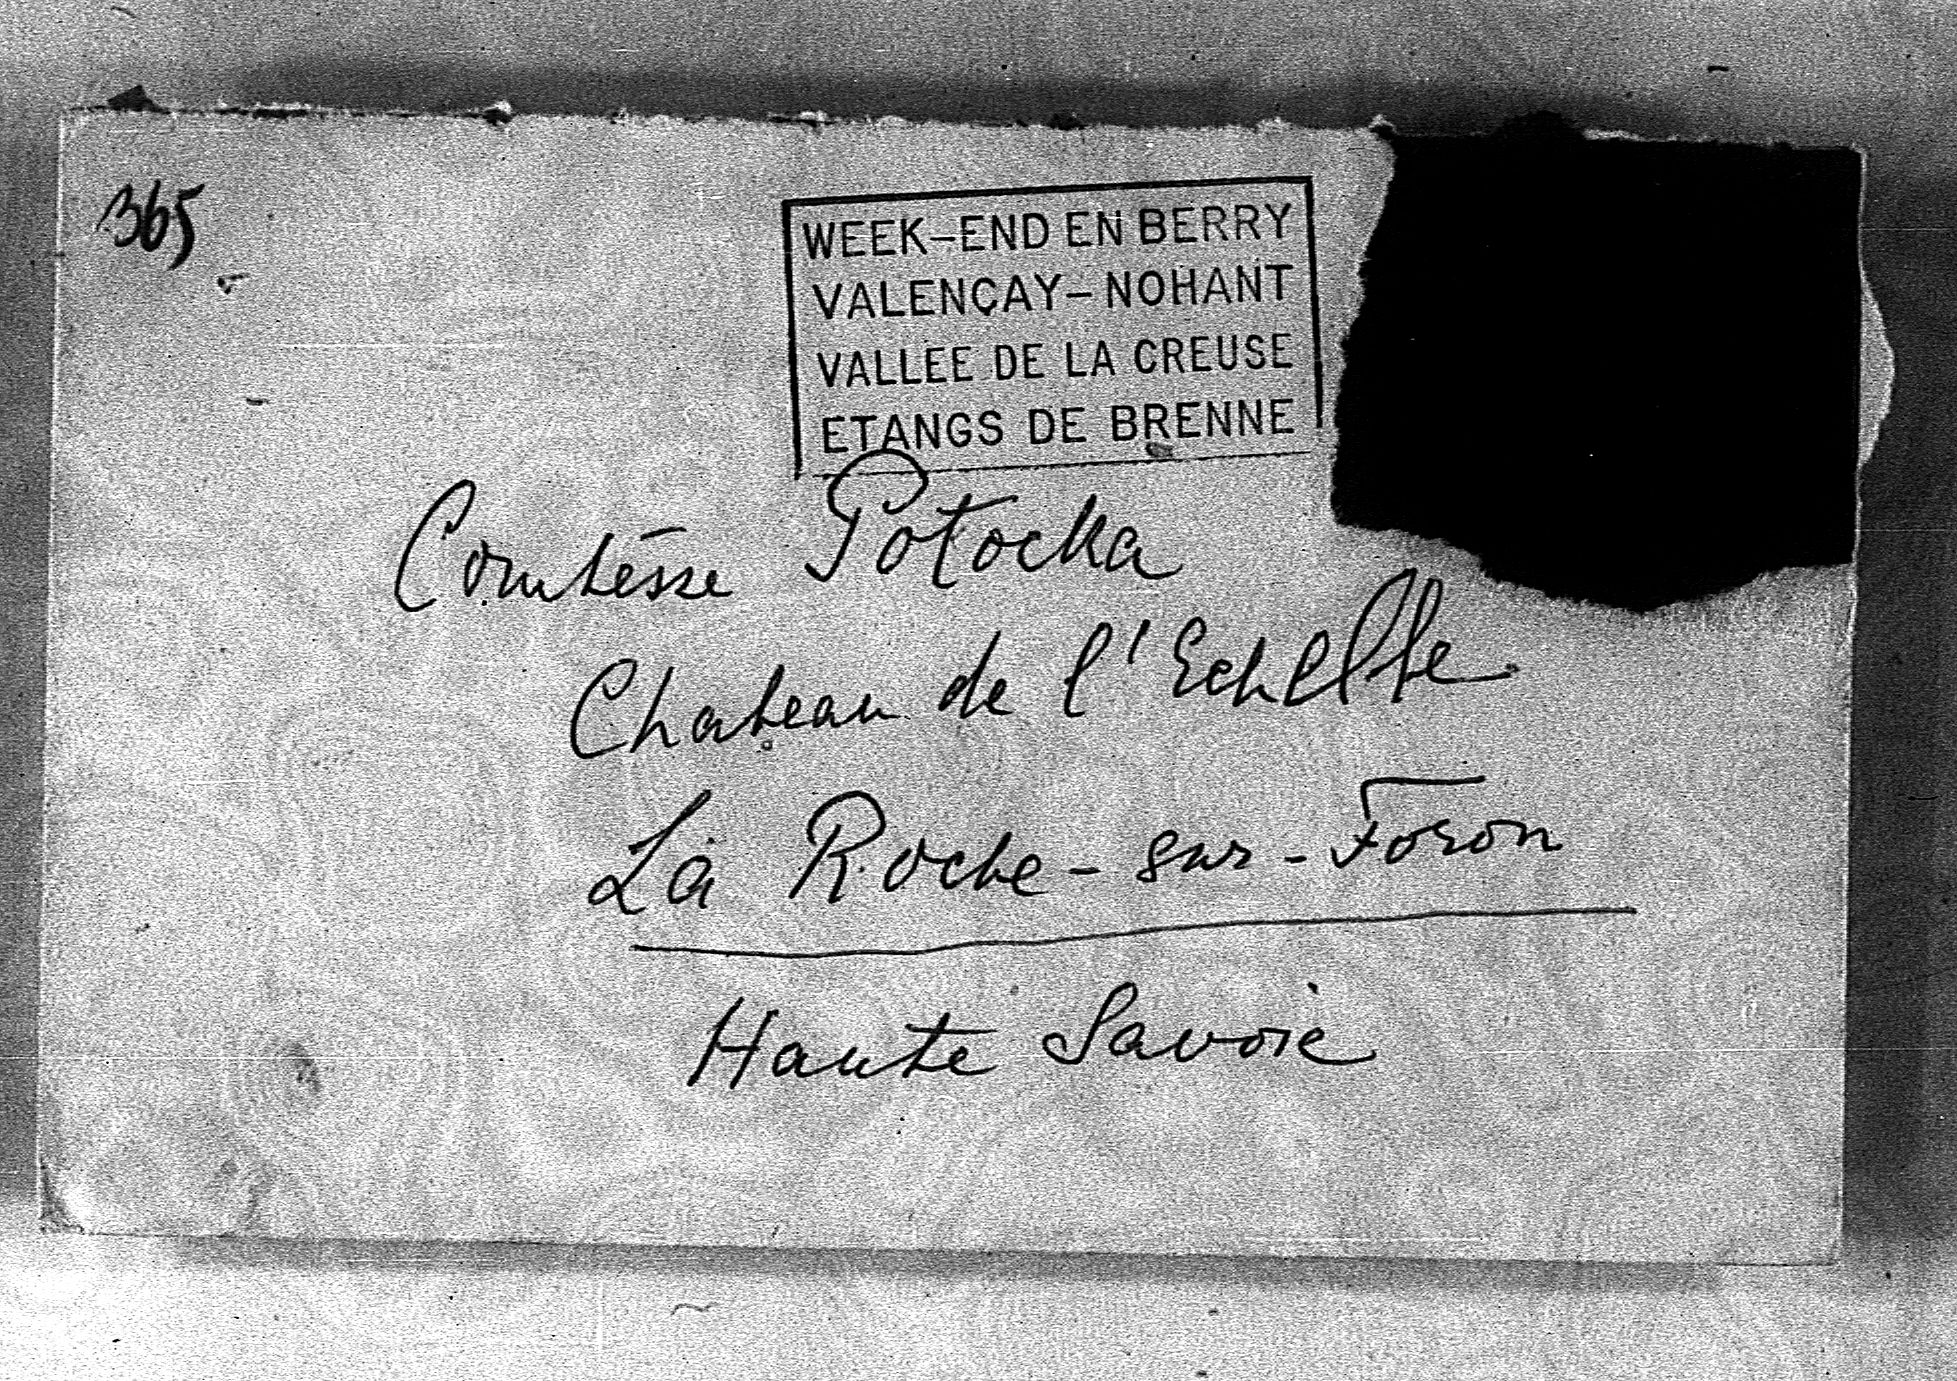 365
WEEK-END EN BERRY
VALENÇAY-NOHANT
VALLEE DE LA CREUSE
ETANGS DE BRENNE
Comtesse Potocka
Chateau de l'Echelle
La Roche-sur-Foron
Haute Savoie